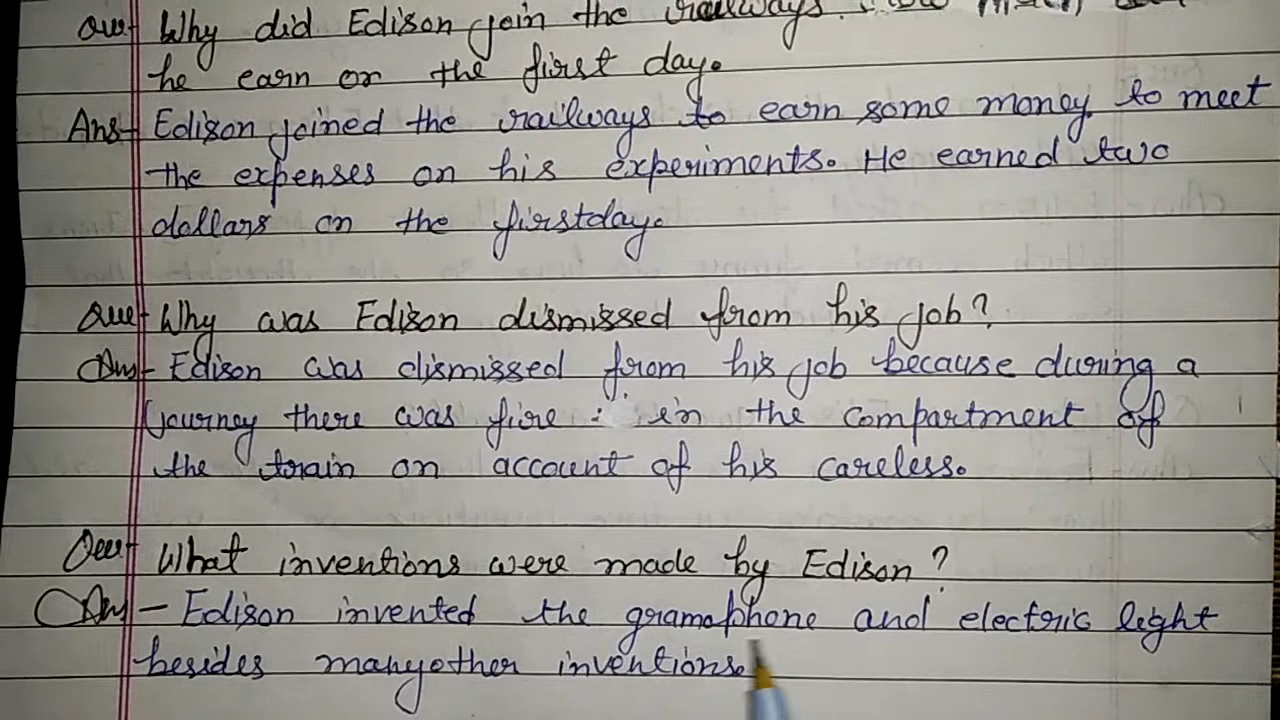 Que- Why did Edison join the railways. How much did
he earn on the first day.
Ans- Edison joined the railways to earn some money to meet
the expenses on his experiments. He earned two
dollars on the firstday.
Que- Why was Edison dismissed from his job?
Ans- Edison was dismissed from his job because during a
journey there was fire in the compartment of
the train on account of his careless.
Que- What inventions were made by Edison?
Ans- Edison invented the gramophone and electric light
besides manyother inventions.